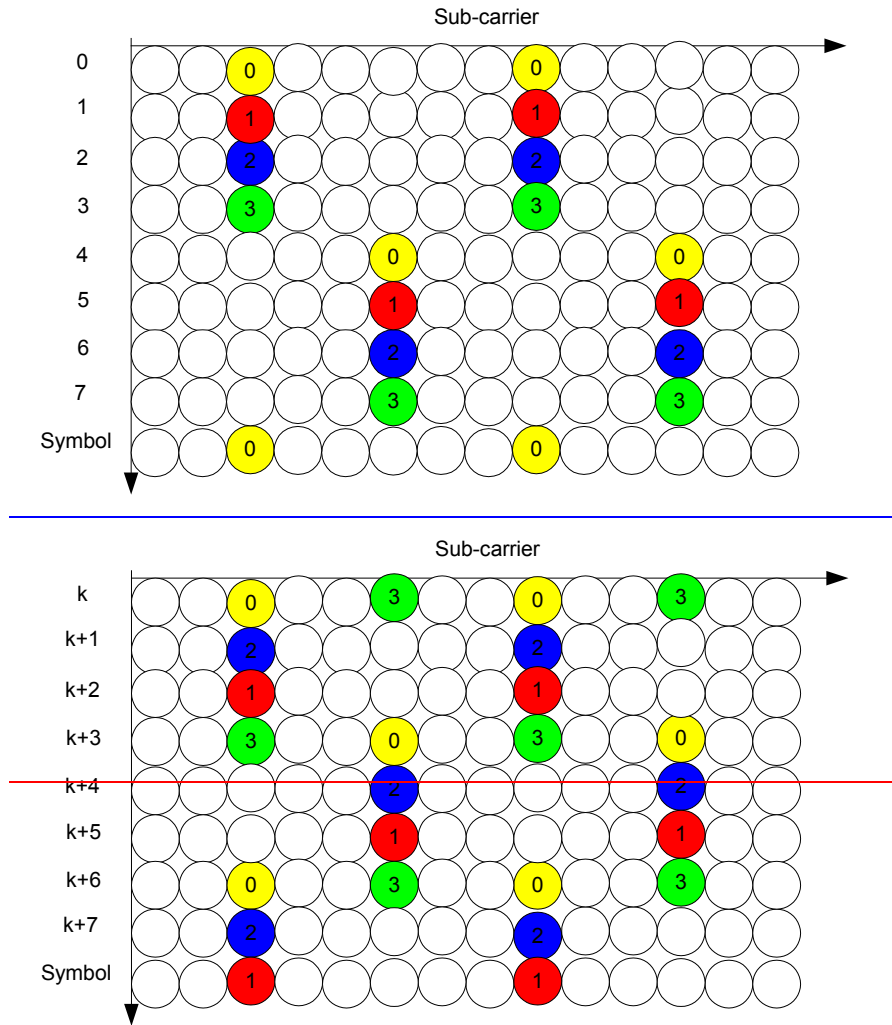 Sub-carrier
0 0 0
1 1 1
2 2 2
3 3 3
4 0 0
5 1 1
6 2 2
7 3 3
Symbol 0 0
Sub-carrier
k 0 3 0 3
k+1 2 2
k+2 1 1
k+3 3 0 3 0
k+4 2 2
k+5 1 1
k+6 0 3 0 3
k+7 2 2
Symbol 1 1